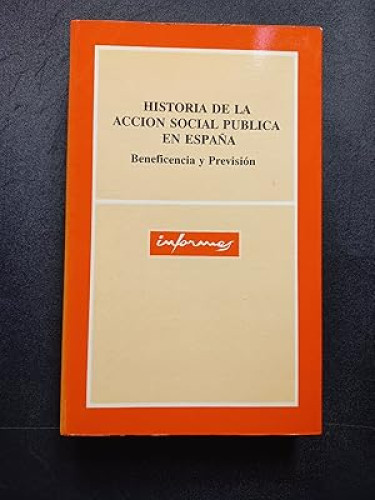 HISTORIA DE LA
ACCION SOCIAL PUBLICA
EN ESPAÑA
Beneficencia y Previsión
informes